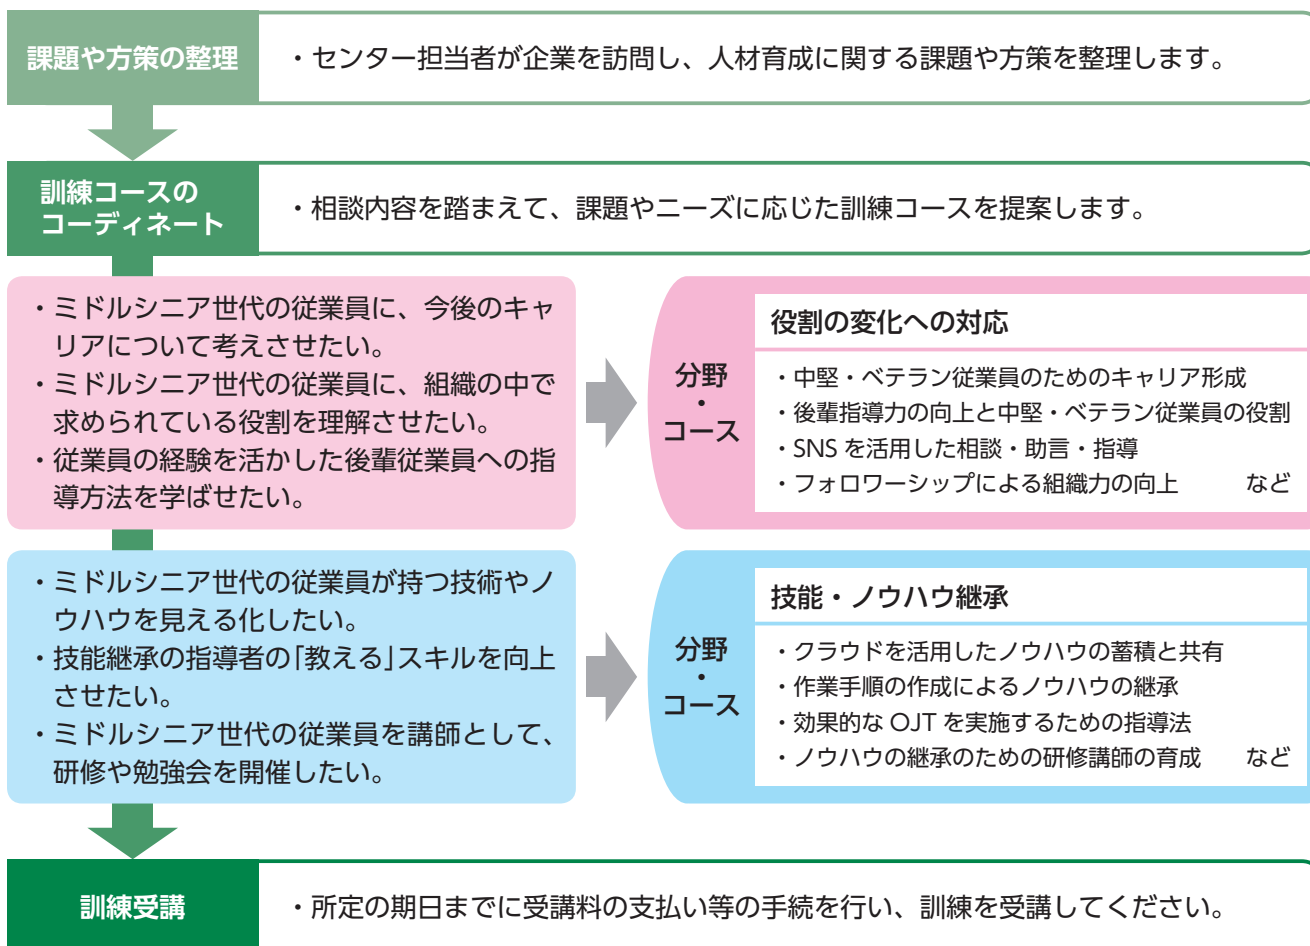 課題や方策の整理
・センター担当者が企業を訪問し、人材育成に関する課題や方策を整理します。
訓練コースの
コーディネート
・相談内容を踏まえて、課題やニーズに応じた訓練コースを提案します。
・ミドルシニア世代の従業員に、今後のキャ
リアについて考えさせたい。
・ミドルシニア世代の従業員に、組織の中で
求められている役割を理解させたい。
・従業員の経験を活かした後輩従業員への指
導方法を学ばせたい。
分野
・
コース
役割の変化への対応
・中堅・ベテラン従業員のためのキャリア形成
・後輩指導力の向上と中堅・ベテラン従業員の役割
・SNS を活用した相談・助言・指導
・フォロワーシップによる組織力の向上 など
・ミドルシニア世代の従業員が持つ技術やノ
ウハウを見える化したい。
・技能継承の指導者の「教える」スキルを向上
させたい。
・ミドルシニア世代の従業員を講師として、
研修や勉強会を開催したい。
分野
・
コース
技能・ノウハウ継承
・クラウドを活用したノウハウの蓄積と共有
・作業手順の作成によるノウハウの継承
・効果的な OJT を実施するための指導法
・ノウハウの継承のための研修講師の育成 など
訓練受講
・所定の期日までに受講料の支払い等の手続を行い、訓練を受講してください。